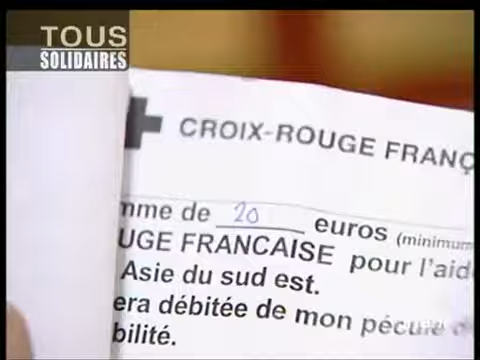 TOUS
SOLIDAIRES
CROIX-ROUGE FRANÇ
mme de 20 euros (minimum
UGE FRANCAISE pour l'aid
Asie du sud est.
era débitée de mon pécule d
bilité.